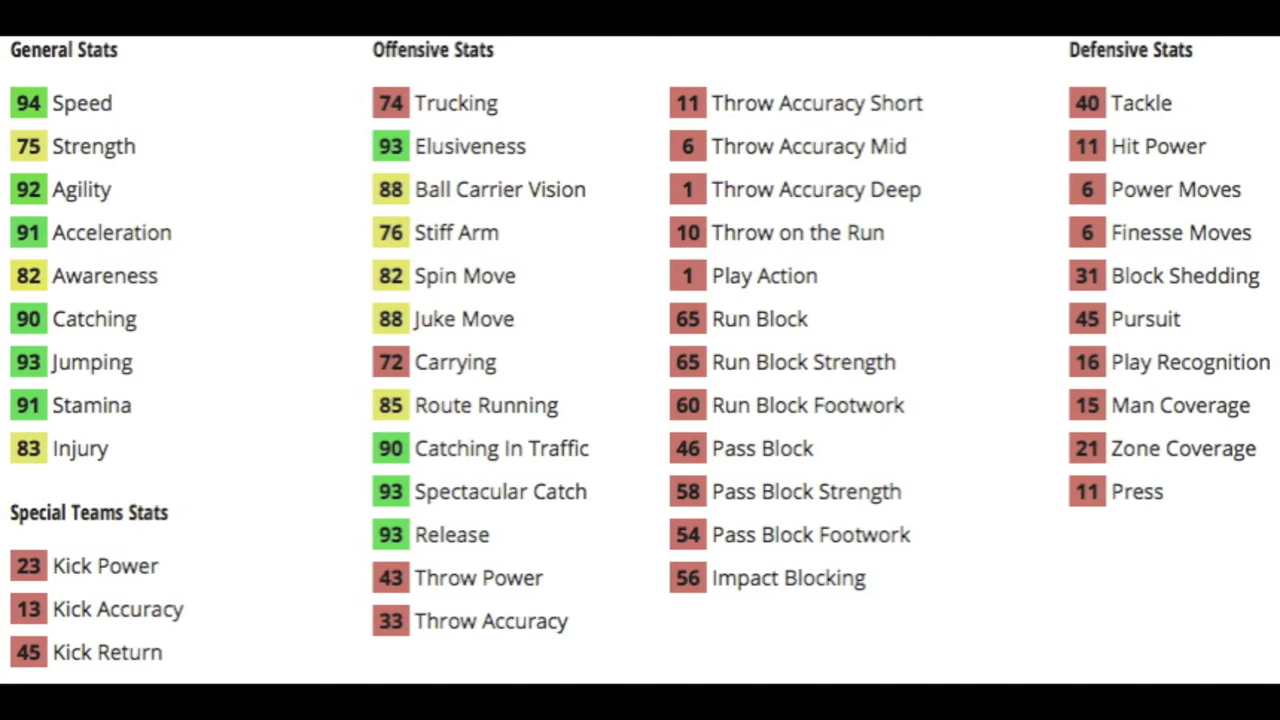 General Stats
94 Speed
75 Strength
92 Agility
91 Acceleration
82 Awareness
90 Catching
93 Jumping
91 Stamina
83 Injury
Special Teams Stats
23 Kick Power
13 Kick Accuracy
45 Kick Return
Offensive Stats
74 Trucking
93 Elusiveness
88 Ball Carrier Vision
76 Stiff Arm
82 Spin Move
88 Juke Move
72 Carrying
85 Route Running
90 Catching In Traffic
93 Spectacular Catch
93 Release
43 Throw Power
33 Throw Accuracy
11 Throw Accuracy Short
6 Throw Accuracy Mid
1 Throw Accuracy Deep
10 Throw on the Run
1 Play Action
65 Run Block
65 Run Block Strength
60 Run Block Footwork
46 Pass Block
58 Pass Block Strength
54 Pass Block Footwork
56 Impact Blocking
Defensive Stats
40 Tackle
11 Hit Power
6 Power Moves
6 Finesse Moves
31 Block Shedding
45 Pursuit
16 Play Recognition
15 Man Coverage
21 Zone Coverage
11 Press